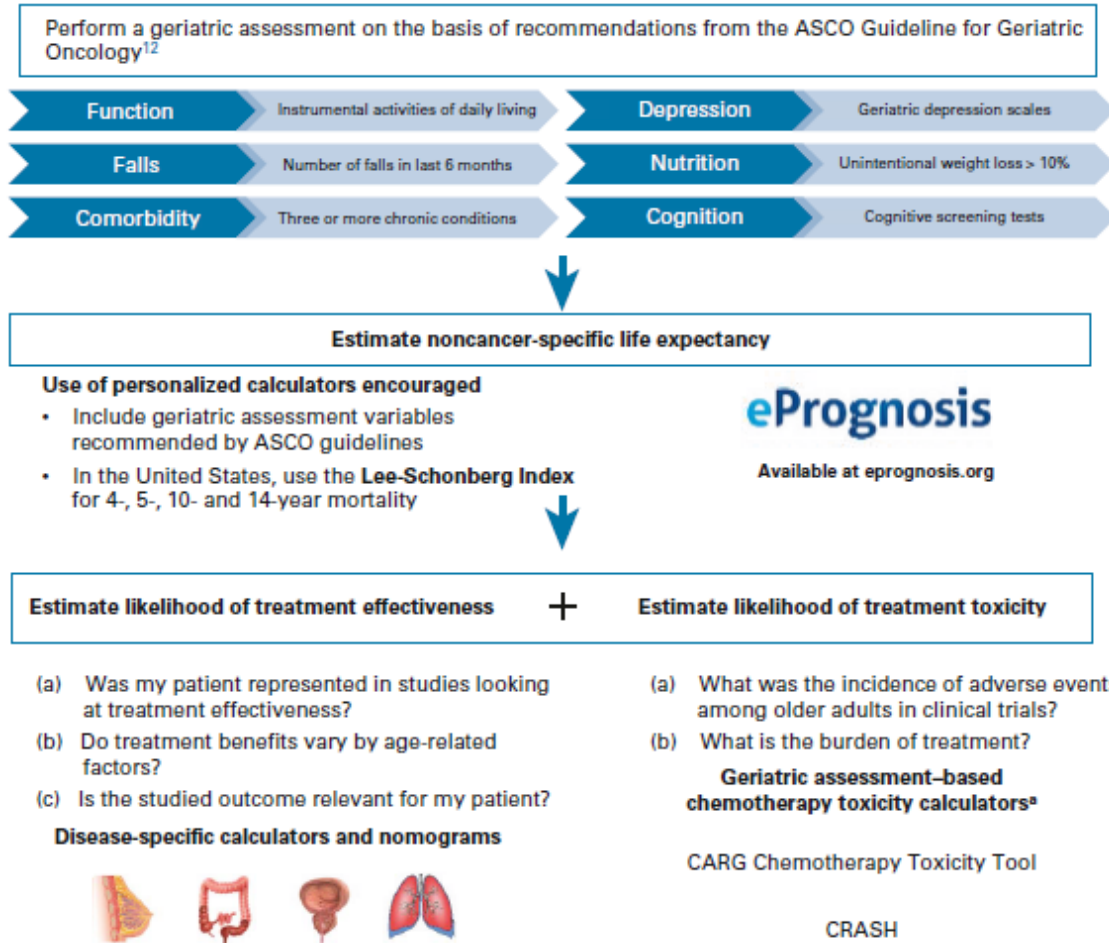 Perform a geriatric assessment on the basis of recommendations from the ASCO Guideline for Geriatric
Oncology12
Function
Instrumental activities of daily living
Depression
Geriatric depression scales
Falls
Number of falls in last 6 months
Nutrition
Unintentional weight loss > 10%
Comorbidity
Three or more chronic conditions
Cognition
Cognitive screening tests
Estimate noncancer-specific life expectancy
Use of personalized calculators encouraged
• Include geriatric assessment variables
recommended by ASCO guidelines
• In the United States, use the Lee-Schonberg Index
for 4-, 5-, 10- and 14-year mortality
ePrognosis
Available at eprognosis.org
Estimate likelihood of treatment effectiveness
+
Estimate likelihood of treatment toxicity
(a) Was my patient represented in studies looking
at treatment effectiveness?
(b) Do treatment benefits vary by age-related
factors?
(c) Is the studied outcome relevant for my patient?
Disease-specific calculators and nomograms
(a) What was the incidence of adverse event
among older adults in clinical trials?
(b) What is the burden of treatment?
Geriatric assessment–based
chemotherapy toxicity calculatorsa
CARG Chemotherapy Toxicity Tool
CRASH